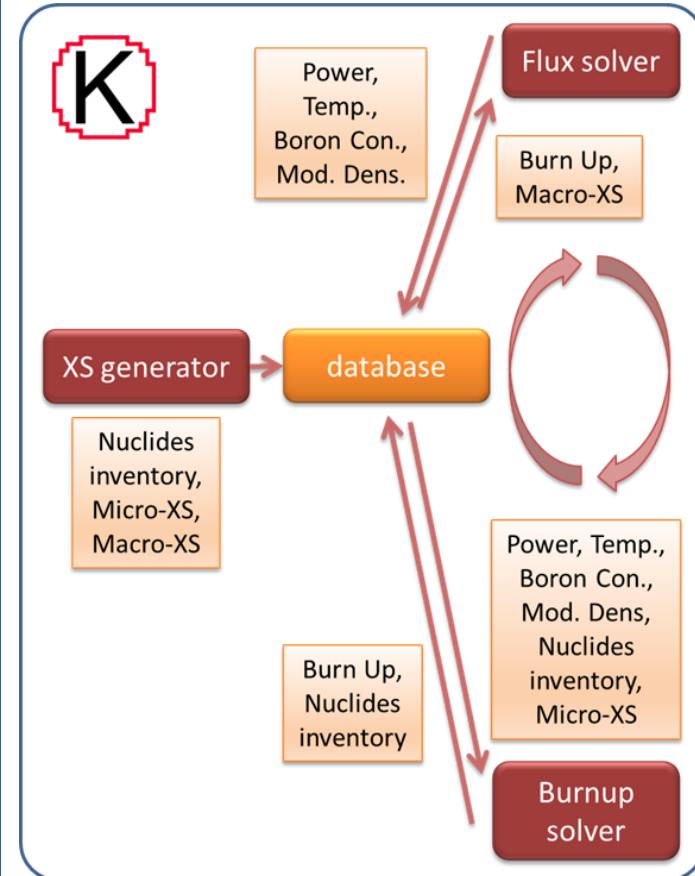 K
Power,
Temp.,
Boron Con.,
Mod. Dens.
Flux solver
Burn Up,
Macro-XS
XS generator
database
Nuclides
inventory,
Micro-XS,
Macro-XS
Power, Temp.,
Boron Con.,
Mod. Dens,
Nuclides
inventory,
Micro-XS
Burn Up,
Nuclides
inventory
Burnup
solver